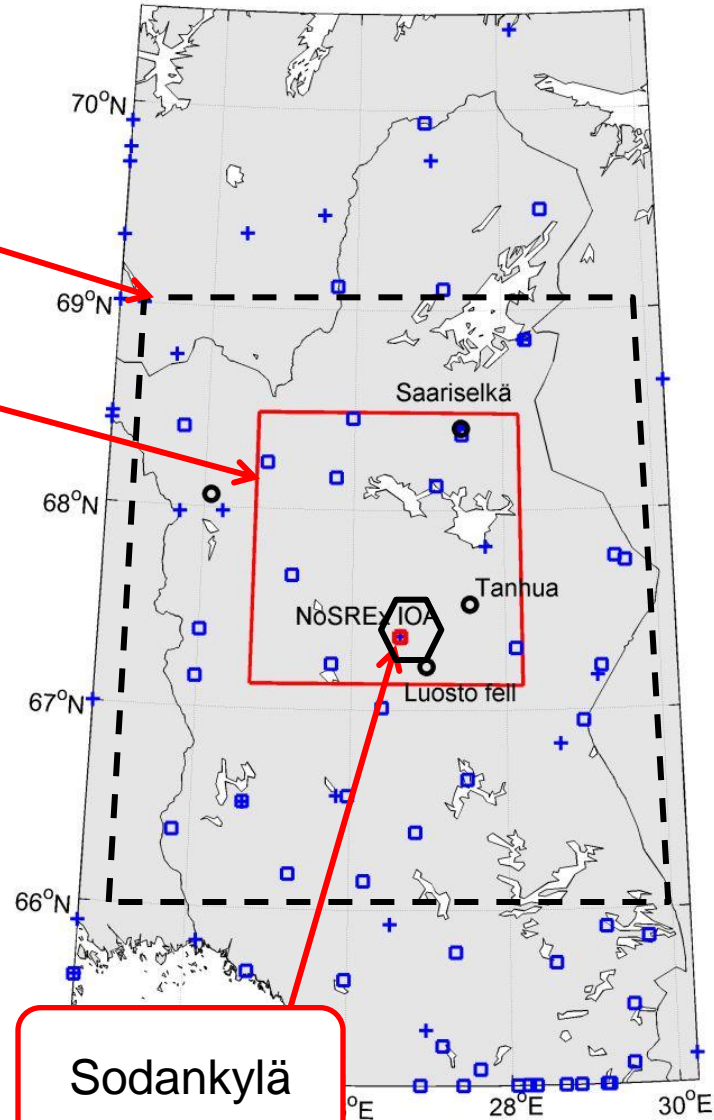 70°N
69°N
Saariselkä
68°N
Tanhua
NoSREx IOA
Luosto fell
67°N
66°N
Sodankylä
°E
28°E
30°E